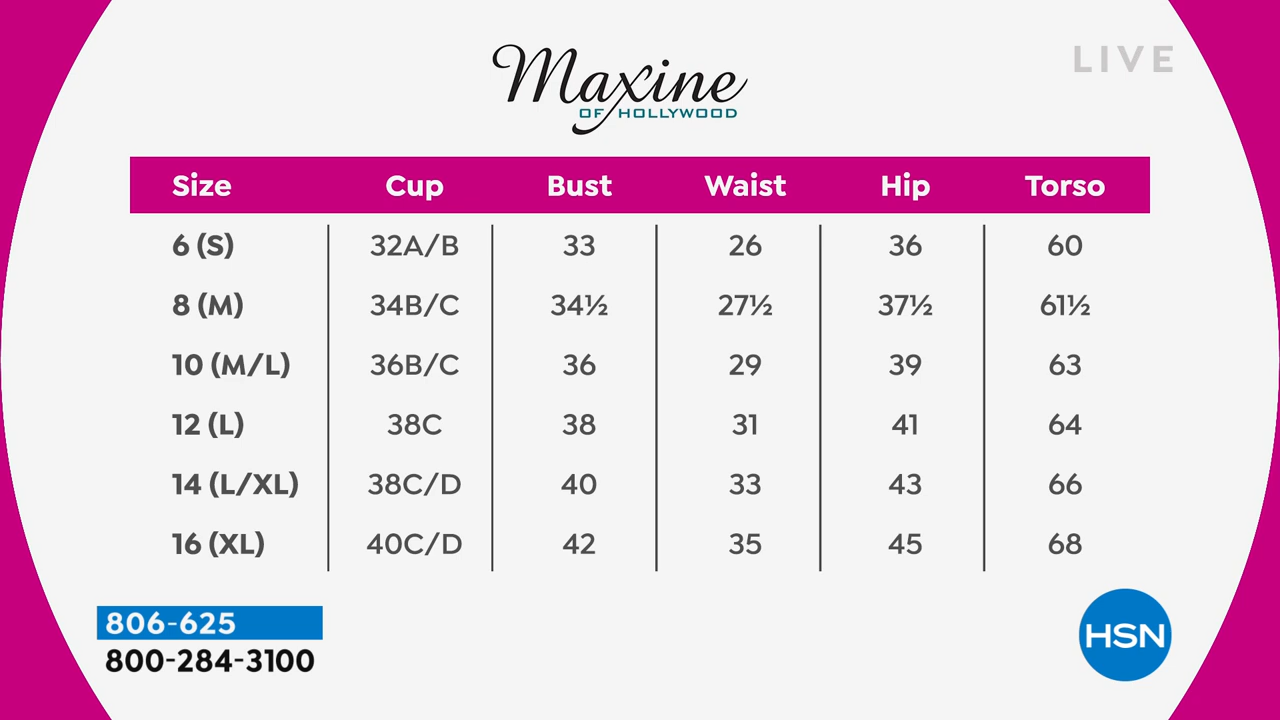 Maxine
OF HOLLYWOOD
LIVE
Size Cup Bust Waist Hip Torso
6 (S) 32A/B 33 26 36 60
8 (M) 34B/C 34½ 27½ 37½ 61½
10 (M/L) 36B/C 36 29 39 63
12 (L) 38C 38 31 41 64
14 (L/XL) 38C/D 40 33 43 66
16 (XL) 40C/D 42 35 45 68
806-625
800-284-3100
HSN